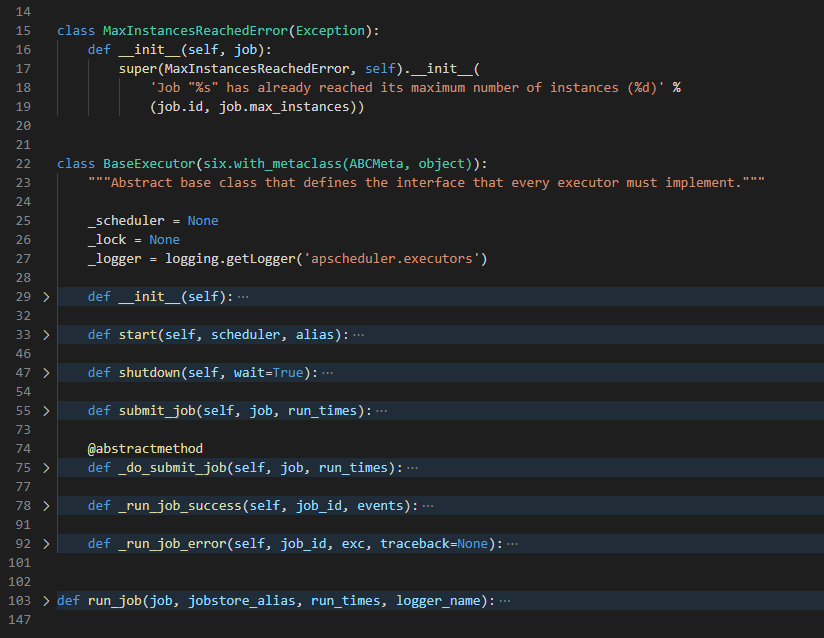 14
15 class MaxInstancesReachedError(Exception):
16     def __init__(self, job):
17         super(MaxInstancesReachedError, self).__init__(
18             'Job "%s" has already reached its maximum number of instances (%d)' %
19             (job.id, job.max_instances))
20
21
22 class BaseExecutor(six.with_metaclass(ABCMeta, object)):
23     """Abstract base class that defines the interface that every executor must implement."""
24
25     _scheduler = None
26     _lock = None
27     _logger = logging.getLogger('apscheduler.executors')
28
29 >     def __init__(self): ···
32
33 >     def start(self, scheduler, alias): ···
46
47 >     def shutdown(self, wait=True): ···
54
55 >     def submit_job(self, job, run_times): ···
73
74     @abstractmethod
75 >     def _do_submit_job(self, job, run_times): ···
77
78 >     def _run_job_success(self, job_id, events): ···
91
92 >     def _run_job_error(self, job_id, exc, traceback=None): ···
101
102
103 > def run_job(job, jobstore_alias, run_times, logger_name): ···
147